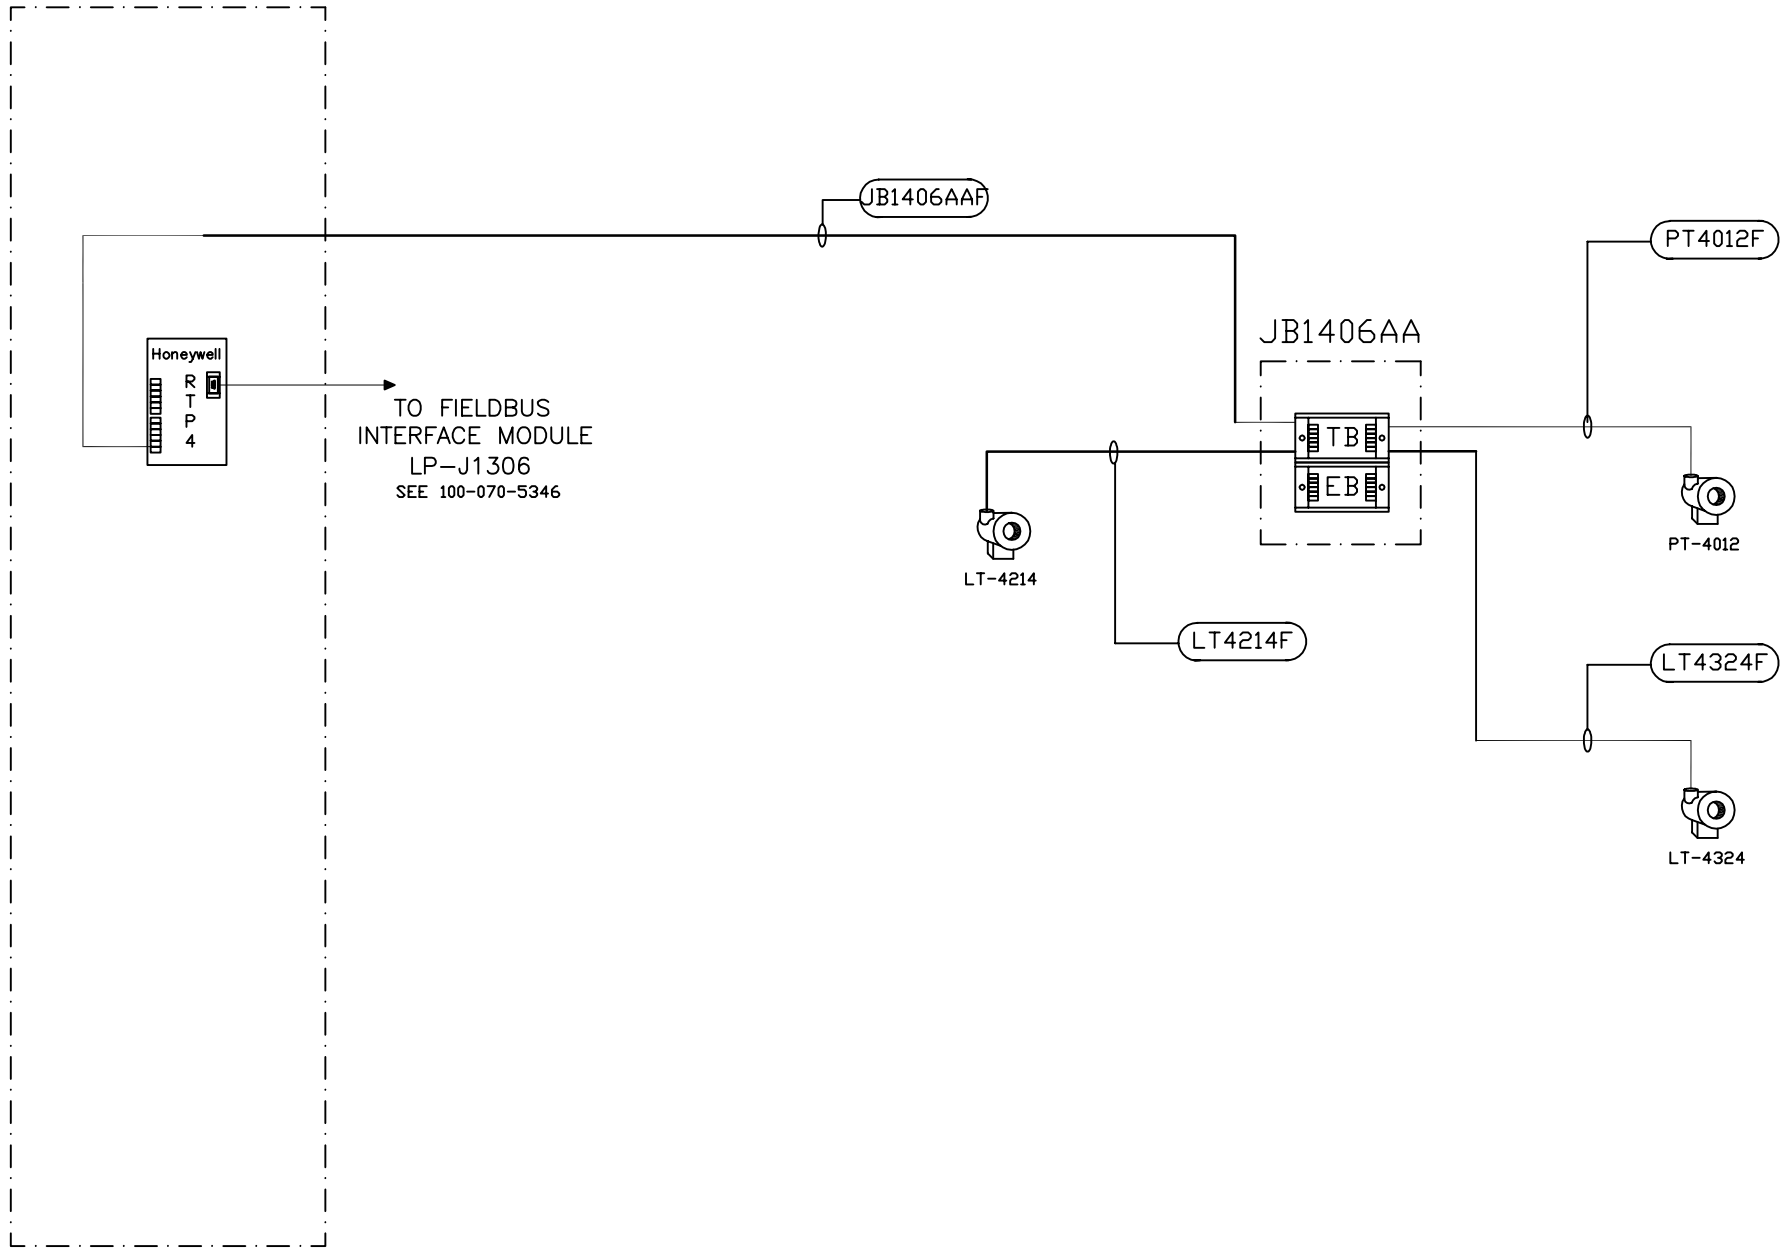 JB1406AAF
PT4012F
JB1406AA
Honeywell
R
T
P
4
TO FIELDBUS
INTERFACE MODULE
LP-J1306
SEE 100-070-5346
TB
EB
PT-4012
LT-4214
LT4214F
LT4324F
LT-4324